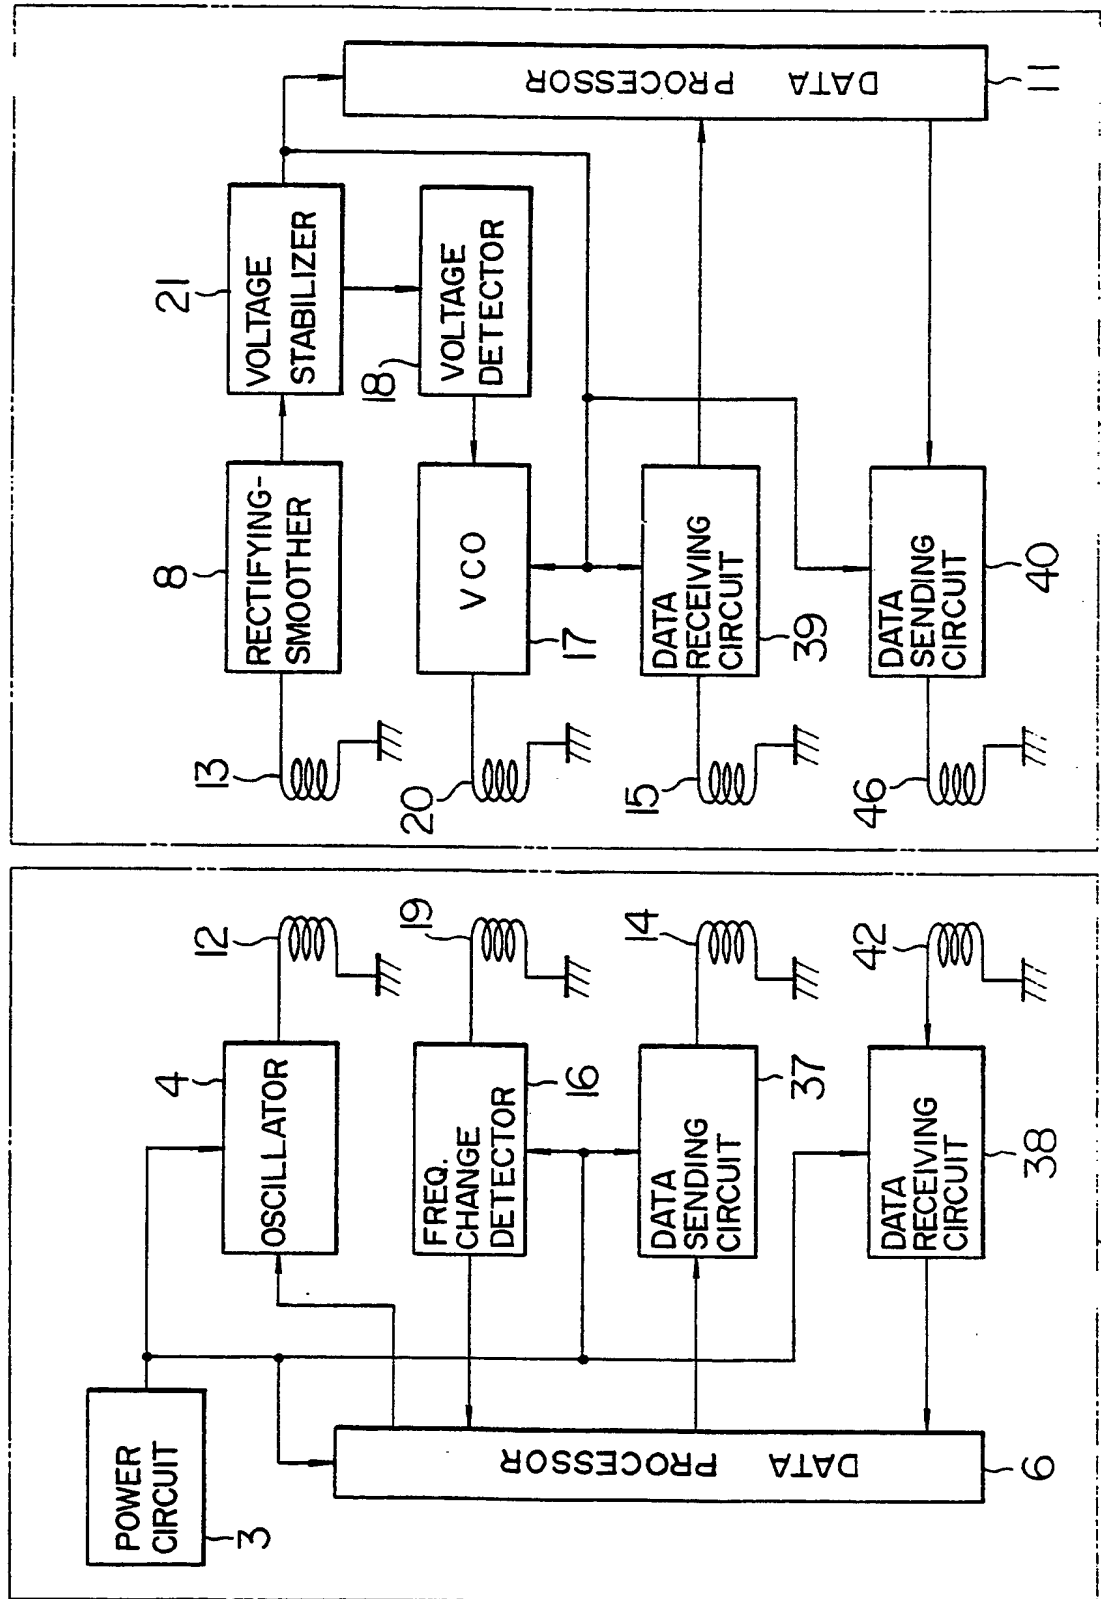 POWER
CIRCUIT
3
4
OSCILLATOR
12
FREQ.
CHANGE
DETECTOR
16
19
DATA
SENDING
CIRCUIT
37
14
DATA
RECEIVING
CIRCUIT
38
42
DATA PROCESSOR
6
8
RECTIFYING-
SMOOTHER
13
21
VOLTAGE
STABILIZER
18
VOLTAGE
DETECTOR
VCO
17
20
DATA
RECEIVING
CIRCUIT
39
15
DATA
SENDING
CIRCUIT
40
46
DATA PROCESSOR
11